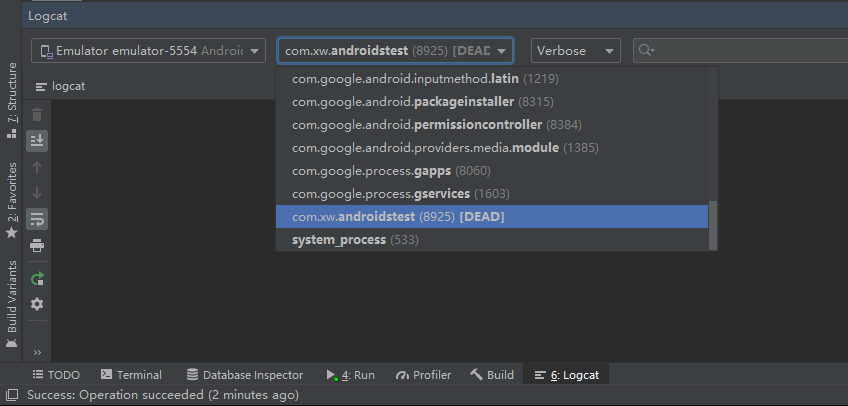 Logcat
Emulator emulator-5554 Androi
com.xw.androidstest (8925) [DEAD
Verbose
logcat
com.google.android.inputmethod.latin (1219)
com.google.android.packageinstaller (8315)
com.google.android.permissioncontroller (8384)
com.google.android.providers.media.module (1385)
com.google.process.gapps (8060)
com.google.process.gservices (1603)
com.xw.androidstest (8925) [DEAD]
system_process (533)
7: Structure
2: Favorites
Build Variants
TODO
Terminal
Database Inspector
4: Run
Profiler
Build
6: Logcat
Success: Operation succeeded (2 minutes ago)